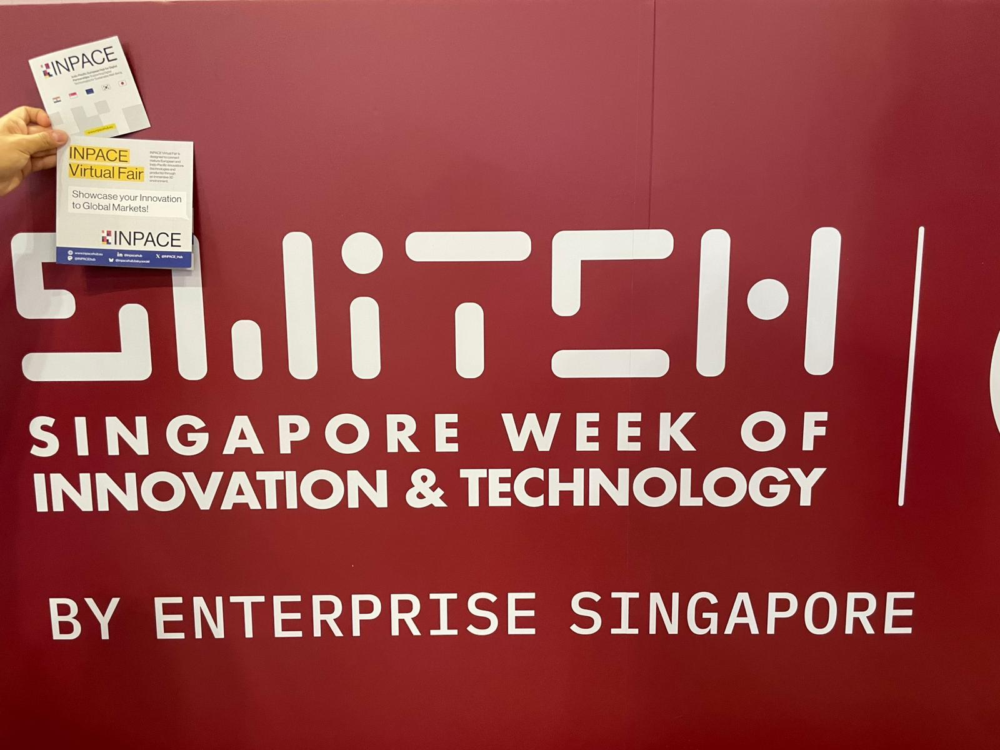 INPACE
Indo-Pacific European Hub for Digital
Partnerships: Supporting Digital
Technologies for Sustainable Well-Being
www.inpacehub.eu
INPACE
Virtual Fair
INPACE Virtual Fair is
designed to connect
mature European and
Indo-Pacific innovations
(technologies and
products) through
an immersive 3D
environment.
Showcase your Innovation
to Global Markets!
INPACE
www.inpacehub.eu
@inpacehub
@INPACE_Hub
@INPACEhub
@inpacehub.bsky.social
SWiTCH
SINGAPORE WEEK OF
INNOVATION & TECHNOLOGY
BY ENTERPRISE SINGAPORE